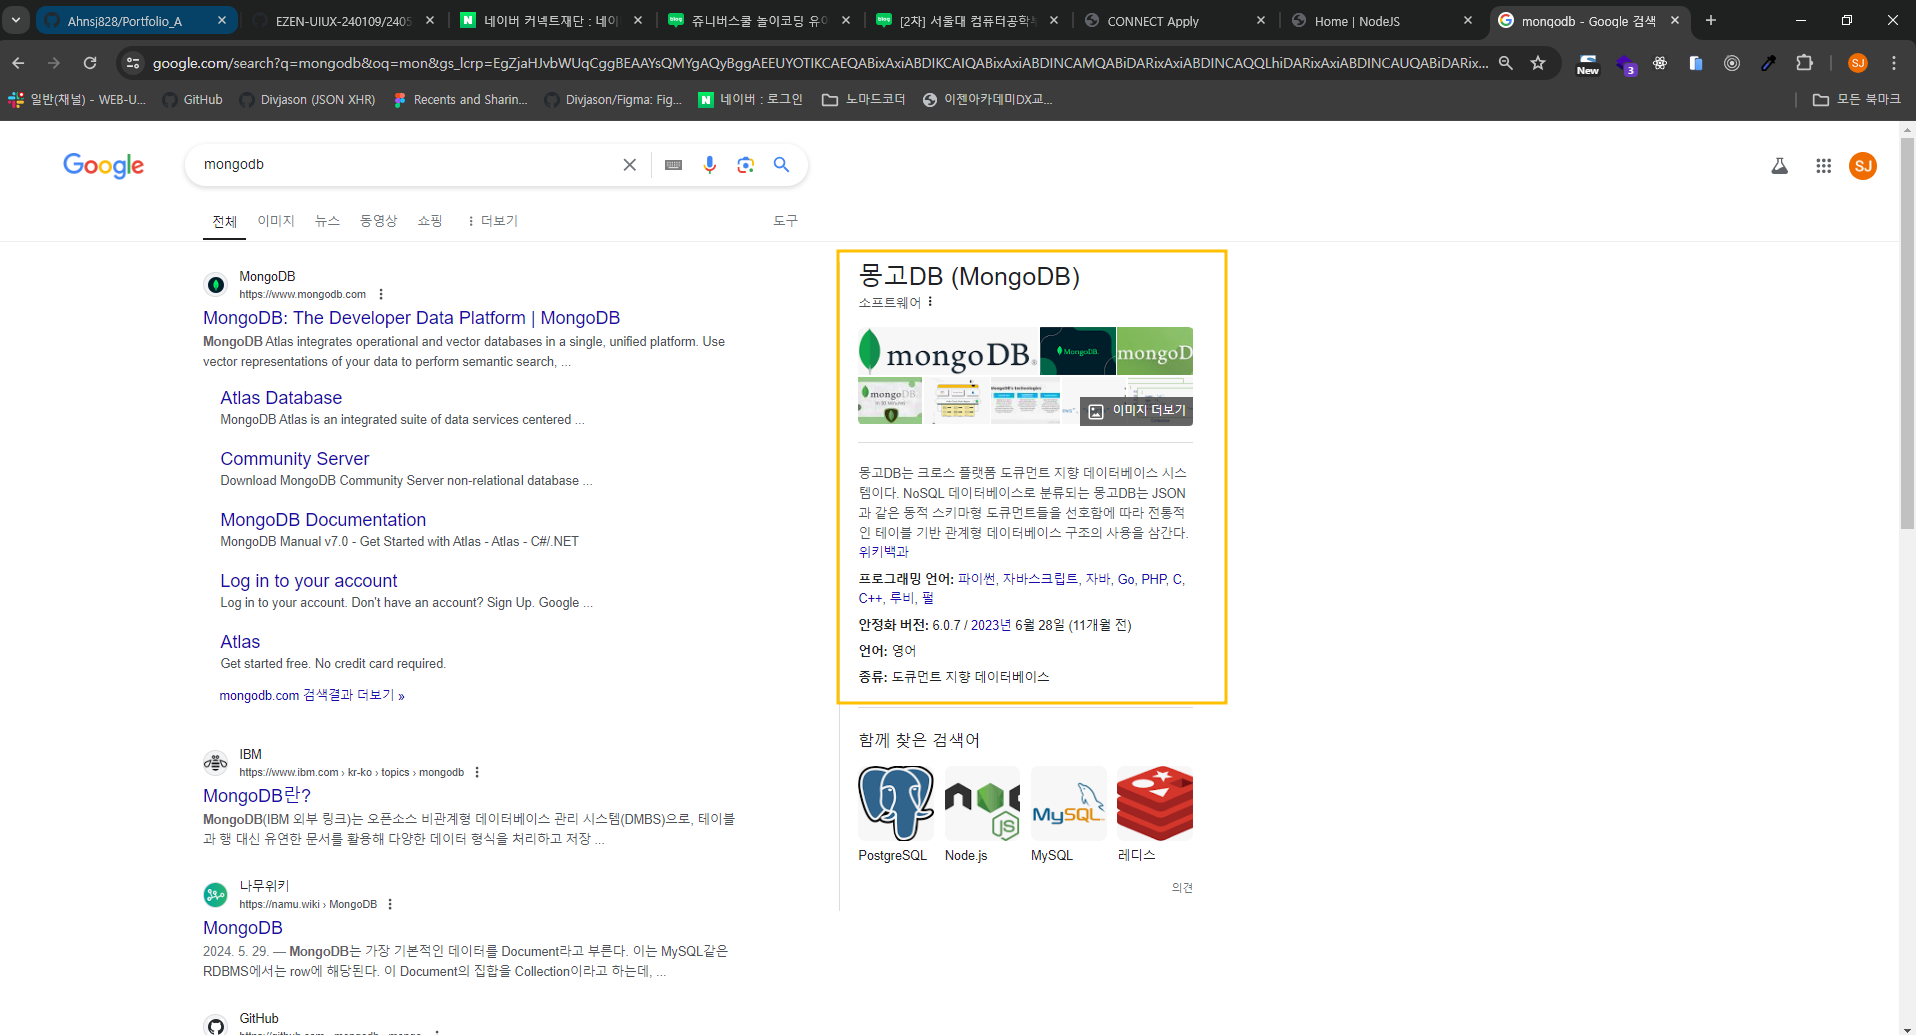 Ahnsj828/Portfolio_A
EZEN-UIUX-240109/2405
네이버 커넥트재단 : 네이
쥬니버스쿨 놀이코딩 유아
[2차] 서울대 컴퓨터공학부
CONNECT Apply
Home | NodeJS
mongodb - Google 검색
google.com/search?q=mongodb&oq=mon&gs_lcrp=EgZjaHJvbWUqCggBEAAYsQMYgAQyBggAEEUYOTIKCAEQABixAxiABDIKCAIQABixAxiABDINCAMQABiDARixAxiABDINCAQQLhiDARixAxiABDINCAUQABiDARix...
New
3
SJ
일반(채널) - WEB-U...
GitHub
Divjason (JSON XHR)
Recents and Sharin...
Divjason/Figma: Fig...
네이버 : 로그인
노마드코더
이젠아카데미DX교...
모든 북마크
Google
mongodb
SJ
전체 이미지 뉴스 동영상 쇼핑 더보기 도구
MongoDB
https://www.mongodb.com
MongoDB: The Developer Data Platform | MongoDB
MongoDB Atlas integrates operational and vector databases in a single, unified platform. Use
vector representations of your data to perform semantic search, ...
Atlas Database
MongoDB Atlas is an integrated suite of data services centered ...
Community Server
Download MongoDB Community Server non-relational database ...
MongoDB Documentation
MongoDB Manual v7.0 - Get Started with Atlas - Atlas - C#/.NET
Log in to your account
Log in to your account. Don't have an account? Sign Up. Google ...
Atlas
Get started free. No credit card required.
mongodb.com 검색결과 더보기 »
IBM
https://www.ibm.com › kr-ko › topics › mongodb
MongoDB란?
MongoDB(IBM 외부 링크)는 오픈소스 비관계형 데이터베이스 관리 시스템(DMBS)으로, 테이블
과 행 대신 유연한 문서를 활용해 다양한 데이터 형식을 처리하고 저장 ...
나무위키
https://namu.wiki › MongoDB
MongoDB
2024. 5. 29. — MongoDB는 가장 기본적인 데이터를 Document라고 부른다. 이는 MySQL같은
RDBMS에서는 row에 해당된다. 이 Document의 집합을 Collection이라고 하는데, ...
GitHub
몽고DB (MongoDB)
소프트웨어
mongoDB.
MongoDB.
mongoD
mongoDB.
이미지 더보기
몽고DB는 크로스 플랫폼 도큐먼트 지향 데이터베이스 시스
템이다. NoSQL 데이터베이스로 분류되는 몽고DB는 JSON
과 같은 동적 스키마형 도큐먼트들을 선호함에 따라 전통적
인 테이블 기반 관계형 데이터베이스 구조의 사용을 삼간다.
위키백과
프로그래밍 언어: 파이썬, 자바스크립트, 자바, Go, PHP, C,
C++, 루비, 펄
안정화 버전: 6.0.7 / 2023년 6월 28일 (11개월 전)
언어: 영어
종류: 도큐먼트 지향 데이터베이스
함께 찾은 검색어
MySQL
PostgreSQL
Node.js
MySQL
레디스
의견